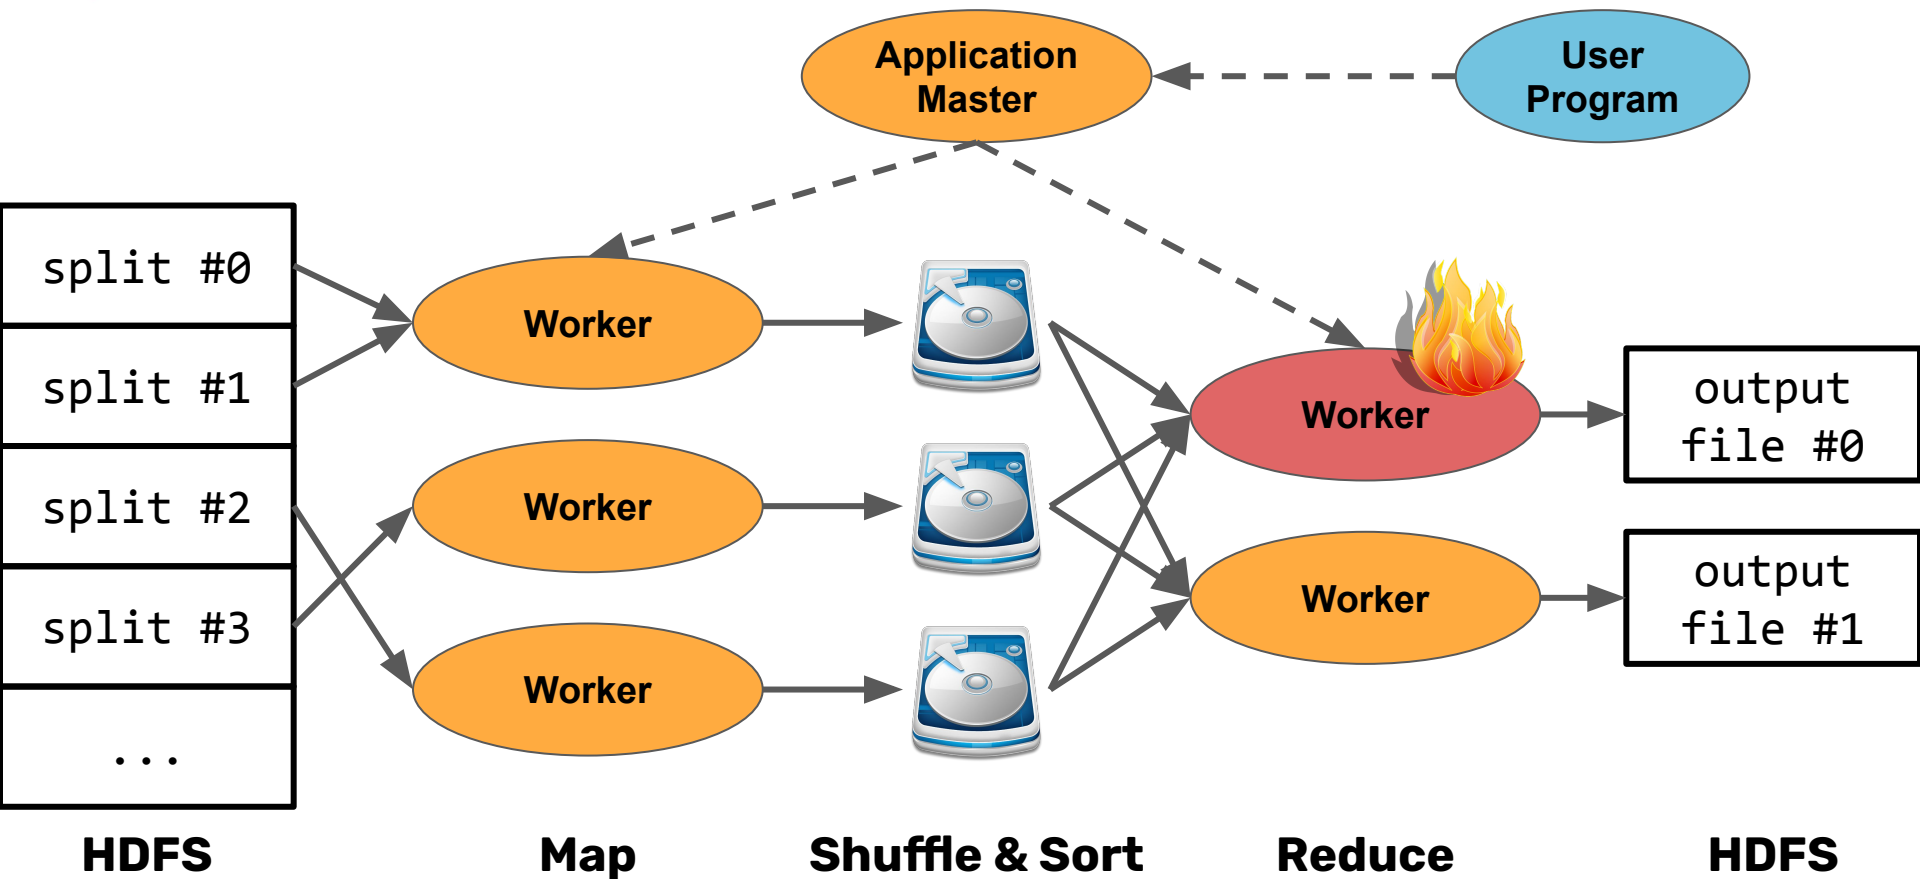 Application
Master
User
Program
split #0
split #1
split #2
split #3
...
Worker
Worker
Worker
Worker
Worker
output
file #0
output
file #1
HDFS
Map
Shuffle & Sort
Reduce
HDFS